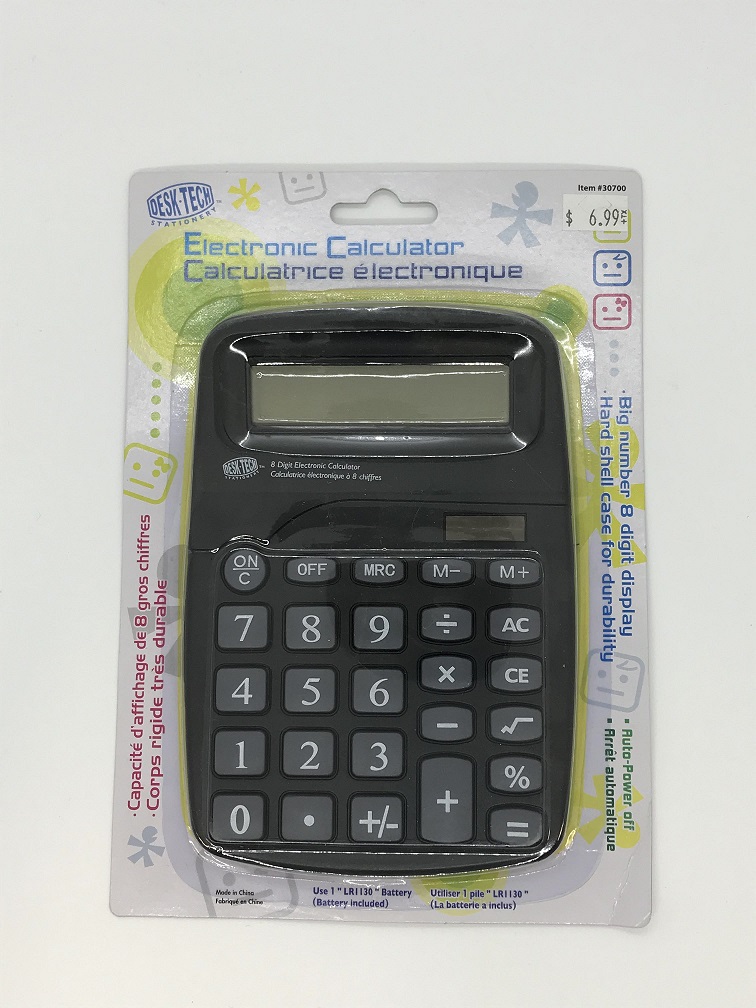 DESK-TECH
STATIONERY™
Item #30700
$ 6.99
Electronic Calculator
Calculatrice électronique
DESK-TECH™
STATIONERY
8 Digit Electronic Calculator
Calculatrice électronique à 8 chiffres
ON/C OFF MRC M− M+
7 8 9 ÷ AC
4 5 6 × CE
1 2 3 − √
0 • +/- + %
=
· Capacité d'affichage de 8 gros chiffres
· Corps rigide très durable
· Big number 8 digit display
· Hard shell case for durability
▪ Auto-Power off
▪ Arrêt automatique
Made in China
Fabriqué en Chine
Use 1 " LR1130 " Battery
(Battery included)
Utiliser 1 pile " LR1130 "
(La batterie a inclus)